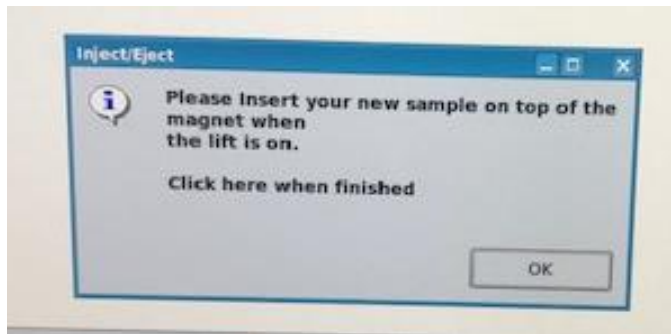 Inject/Eject
Please Insert your new sample on top of the
magnet when
the lift is on.
Click here when finished
OK